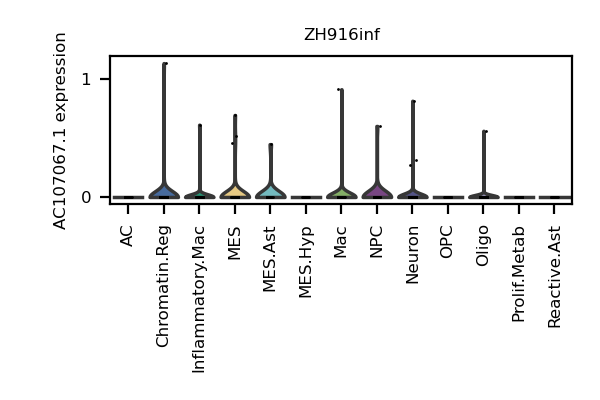 ZH916inf
AC107067.1 expression
1
0
AC
Chromatin.Reg
Inflammatory.Mac
MES
MES.Ast
MES.Hyp
Mac
NPC
Neuron
OPC
Oligo
Prolif.Metab
Reactive.Ast